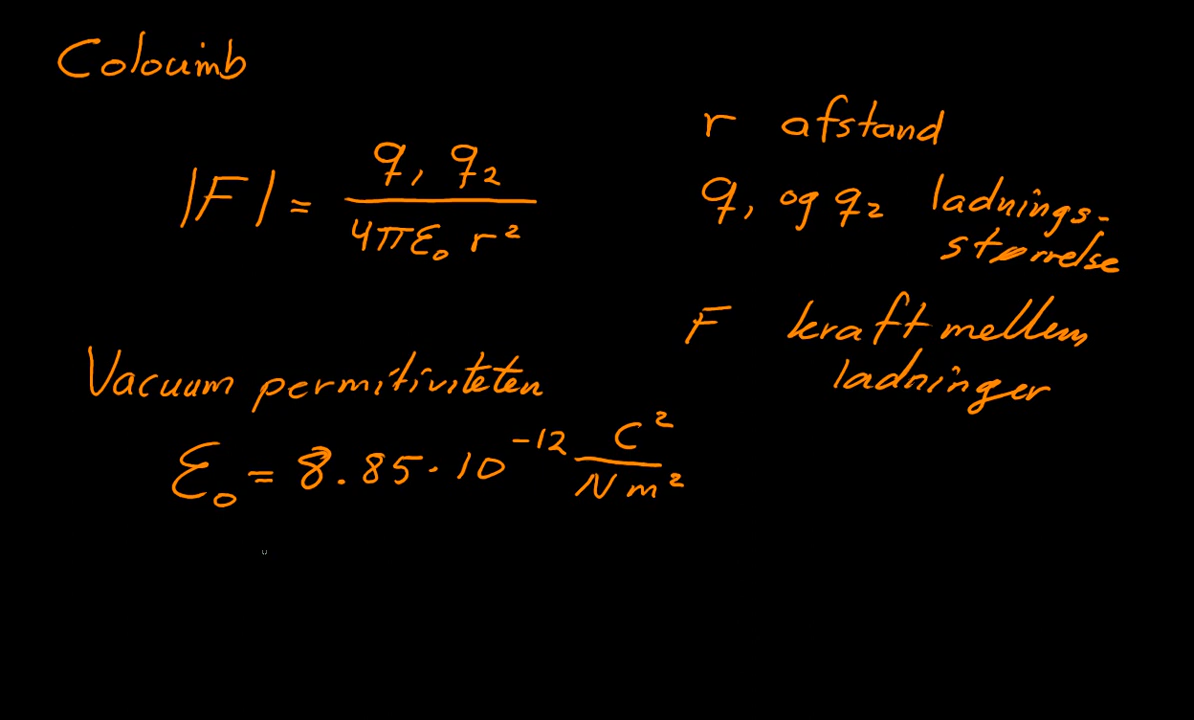 Coloumb
|F| = q₁ q₂ / 4πε₀ r²
r afstand
q₁ og q₂ ladnings-
størrelse
F kraft mellem
ladninger
Vacuum permitiviteten
ε₀ = 8.85 · 10⁻¹² C² / N m²